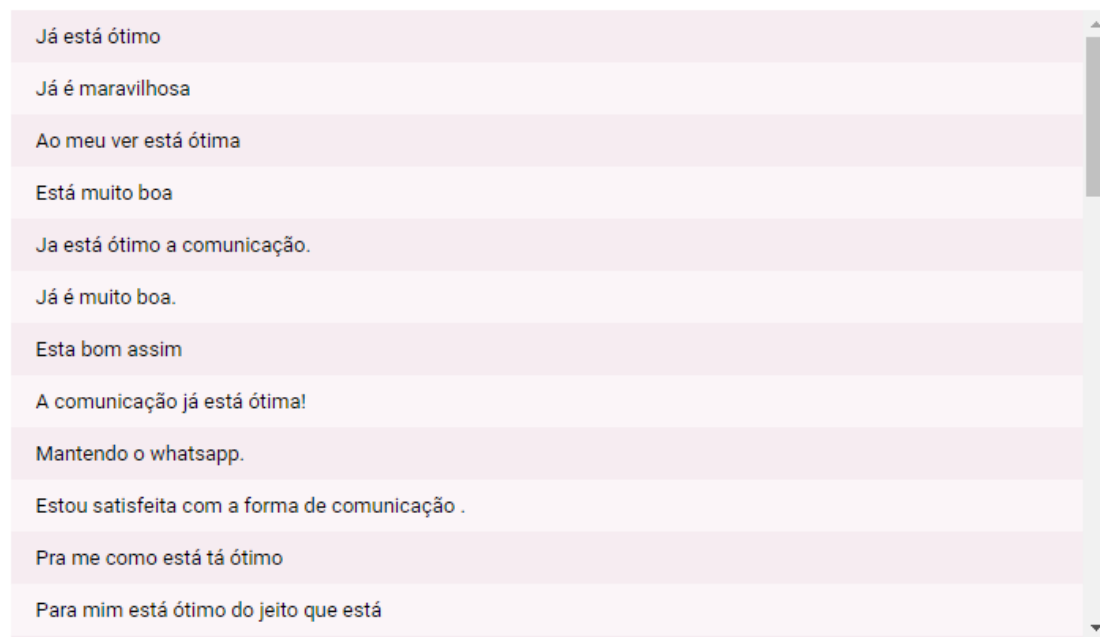 Já está ótimo
Já é maravilhosa
Ao meu ver está ótima
Está muito boa
Ja está ótimo a comunicação.
Já é muito boa.
Esta bom assim
A comunicação já está ótima!
Mantendo o whatsapp.
Estou satisfeita com a forma de comunicação .
Pra me como está tá ótimo
Para mim está ótimo do jeito que está